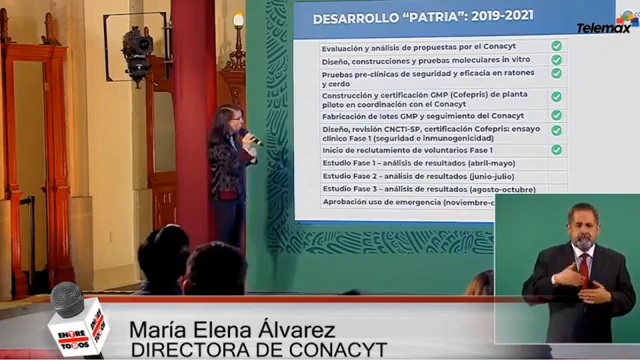 DESARROLLO "PATRIA": 2019-2021
Telemax
Evaluación y análisis de propuestas por el Conacyt
Diseño, construcciones y pruebas moleculares in vitro
Pruebas pre-clínicas de seguridad y eficacia en ratones
y cerdo
Construcción y certificación GMP (Cofepris) de planta
piloto en coordinación con el Conacyt
Fabricación de lotes GMP y seguimiento del Conacyt
Diseño, revisión CNCTI-SP, certificación Cofepris: ensayo
clínico Fase 1 (seguridad e inmunogenicidad)
Inicio de reclutamiento de voluntarios Fase 1
Estudio Fase 1 – análisis de resultados (abril-mayo)
Estudio Fase 2 – análisis de resultados (junio-julio)
Estudio Fase 3 – análisis de resultados (agosto-octubre)
Aprobación uso de emergencia (noviembre-
ENTRE
TODOS
María Elena Álvarez
DIRECTORA DE CONACYT